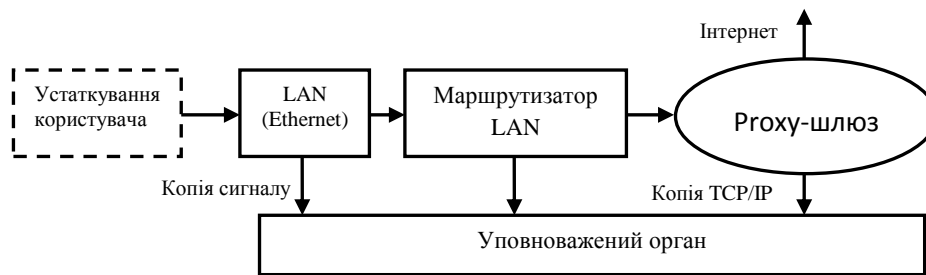 Інтернет
Устаткування
користувача
LAN
(Ethernet)
Маршрутизатор
LAN
Proxy-шлюз
Копія сигналу
Копія TCP/IP
Уповноважений орган